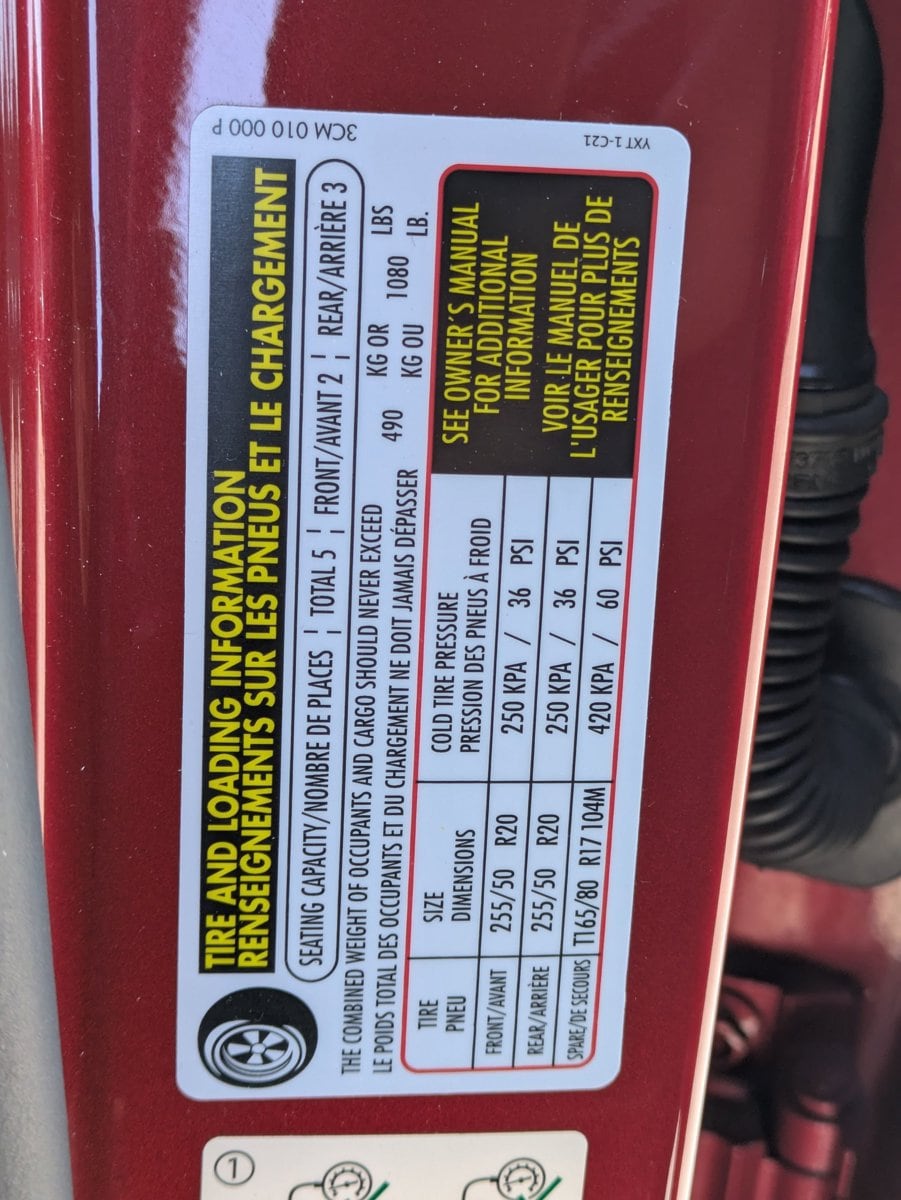 3CM 010 000 P
YXT 1-C21
TIRE AND LOADING INFORMATION
RENSEIGNEMENTS SUR LES PNEUS ET LE CHARGEMENT
SEATING CAPACITY/NOMBRE DE PLACES ¦ TOTAL 5 ¦ FRONT/AVANT 2 ¦ REAR/ARRIÈRE 3
THE COMBINED WEIGHT OF OCCUPANTS AND CARGO SHOULD NEVER EXCEED 490 KG OR 1080 LBS
LE POIDS TOTAL DES OCCUPANTS ET DU CHARGEMENT NE DOIT JAMAIS DÉPASSER KG OU LB.
TIRE SIZE COLD TIRE PRESSURE
PNEU DIMENSIONS PRESSION DES PNEUS À FROID
FRONT/AVANT 255/50 R20 250 KPA / 36 PSI
REAR/ARRIÈRE 255/50 R20 250 KPA / 36 PSI
SPARE/DE SECOURS T165/80 R17 104M 420 KPA / 60 PSI
SEE OWNER'S MANUAL
FOR ADDITIONAL
INFORMATION
VOIR LE MANUEL DE
L'USAGER POUR PLUS DE
RENSEIGNEMENTS
1